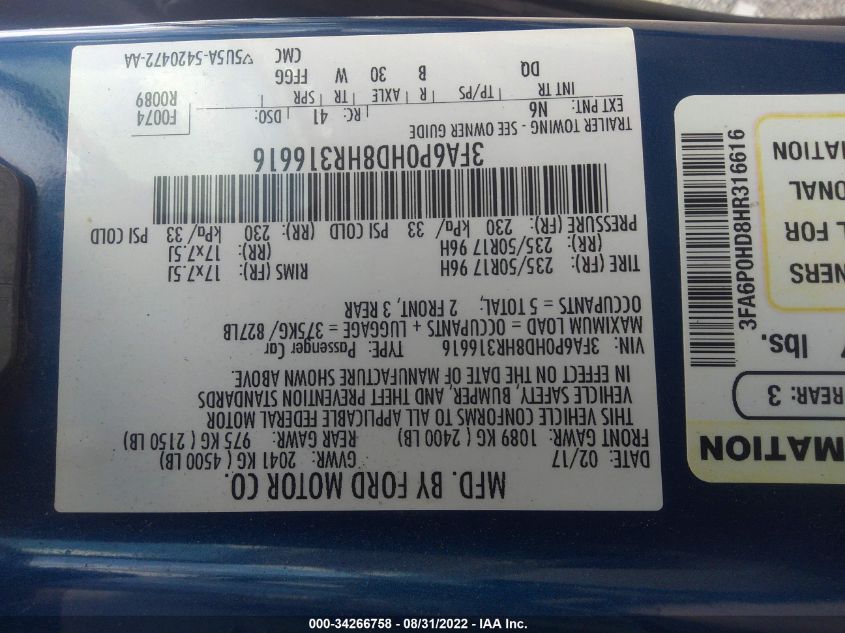 MFD. BY FORD MOTOR CO.
DATE: 02/17 GVWR: 2041 KG ( 4500 LB)
FRONT GAWR: 1089 KG ( 2400 LB) REAR GAWR: 975 KG ( 2150 LB)
THIS VEHICLE CONFORMS TO ALL APPLICABLE FEDERAL MOTOR
VEHICLE SAFETY, BUMPER, AND THEFT PREVENTION STANDARDS
IN EFFECT ON THE DATE OF MANUFACTURE SHOWN ABOVE.
VIN: 3FA6P0HD8HR316616 TYPE: Passenger Car
MAXIMUM LOAD = OCCUPANTS + LUGGAGE = 375KG/ 827LB
OCCUPANTS = 5 TOTAL; 2 FRONT, 3 REAR
TIRE (FR): 235/50R17 96H RIMS (FR): 17x7.5J
(RR): 235/50R17 96H (RR): 17x7.5J
PRESSURE (FR): 230 kPa/ 33 PSI COLD (RR): 230 kPa/ 33 PSI COLD
3FA6P0HD8HR316616
TRAILER TOWING - SEE OWNER GUIDE
EXT PNT: N6 RC: 41 DSO: F0074
R0089
INT TR TP/PS R AXLE TR SPR
DQ B 30 W FFGG
CMC ▽5U5A-5420472-AA
MATION
REAR: 3
lbs.
NERS
L FOR
ONAL
MATION
3FA6P0HD8HR316616
000-34266758 - 08/31/2022 - IAA Inc.